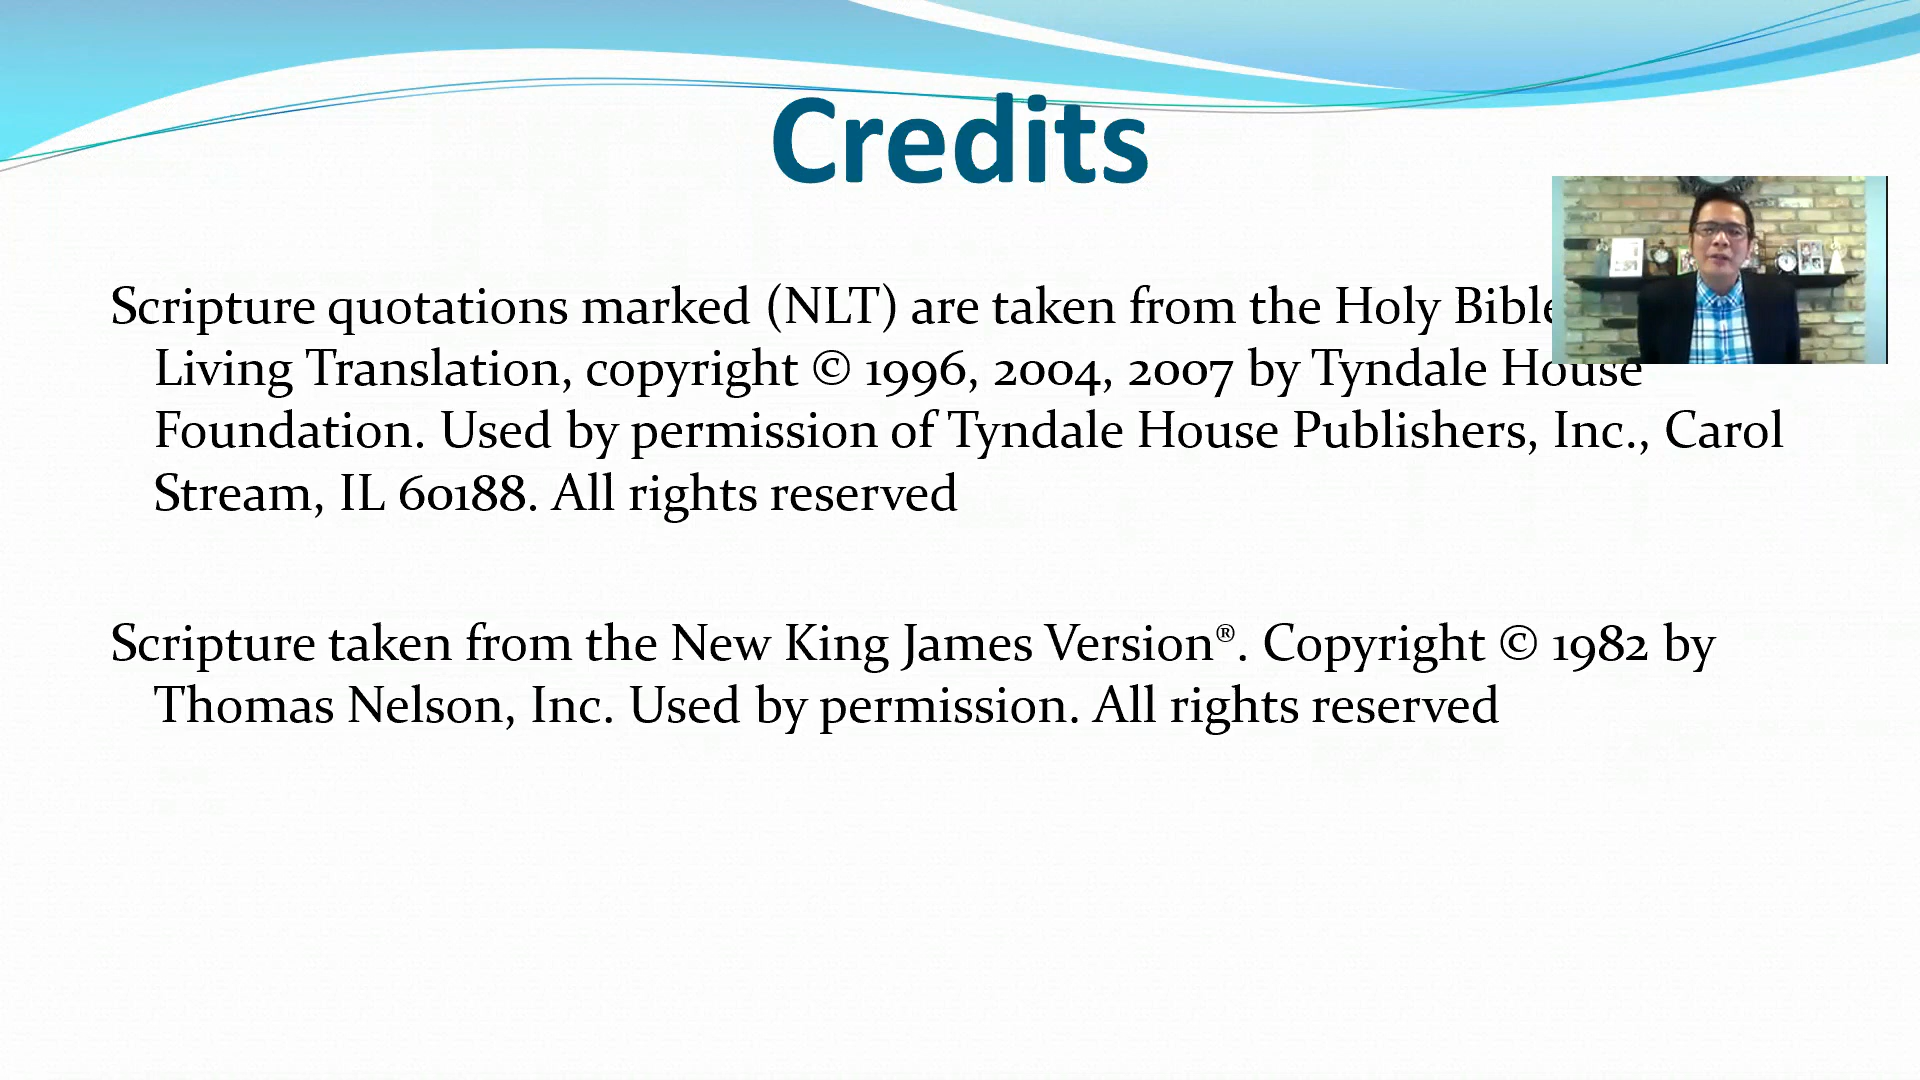 Credits
Scripture quotations marked (NLT) are taken from the Holy Bible
Living Translation, copyright © 1996, 2004, 2007 by Tyndale House
Foundation. Used by permission of Tyndale House Publishers, Inc., Carol
Stream, IL 60188. All rights reserved
Scripture taken from the New King James Version®. Copyright © 1982 by
Thomas Nelson, Inc. Used by permission. All rights reserved